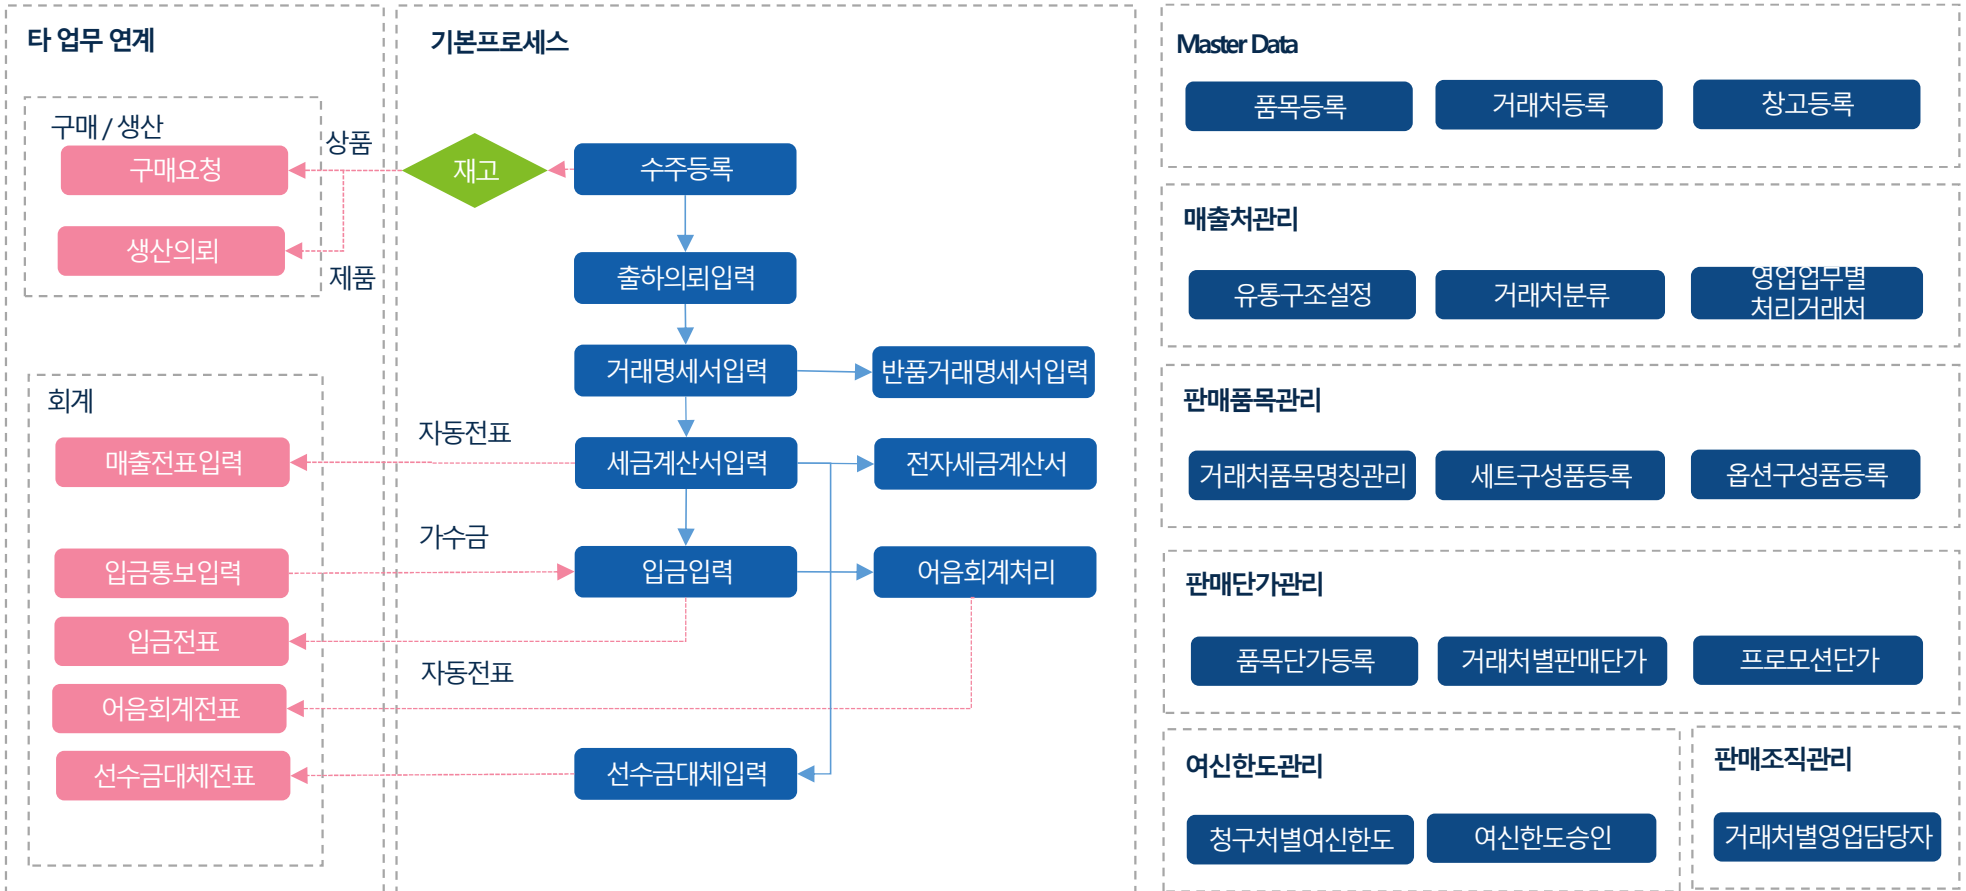 타 업무 연계
구매 / 생산
구매요청
상품
생산의뢰
제품
회계
매출전표입력
입금통보입력
입금전표
어음회계전표
선수금대체전표
기본프로세스
재고
수주등록
출하의뢰입력
거래명세서입력
반품거래명세서입력
자동전표
세금계산서입력
전자세금계산서
가수금
입금입력
어음회계처리
자동전표
선수금대체입력
Master Data
품목등록
거래처등록
창고등록
매출처관리
유통구조설정
거래처분류
영업업무별
처리거래처
판매품목관리
거래처품목명칭관리
세트구성품등록
옵션구성품등록
판매단가관리
품목단가등록
거래처별판매단가
프로모션단가
여신한도관리
청구처별여신한도
여신한도승인
판매조직관리
거래처별영업담당자